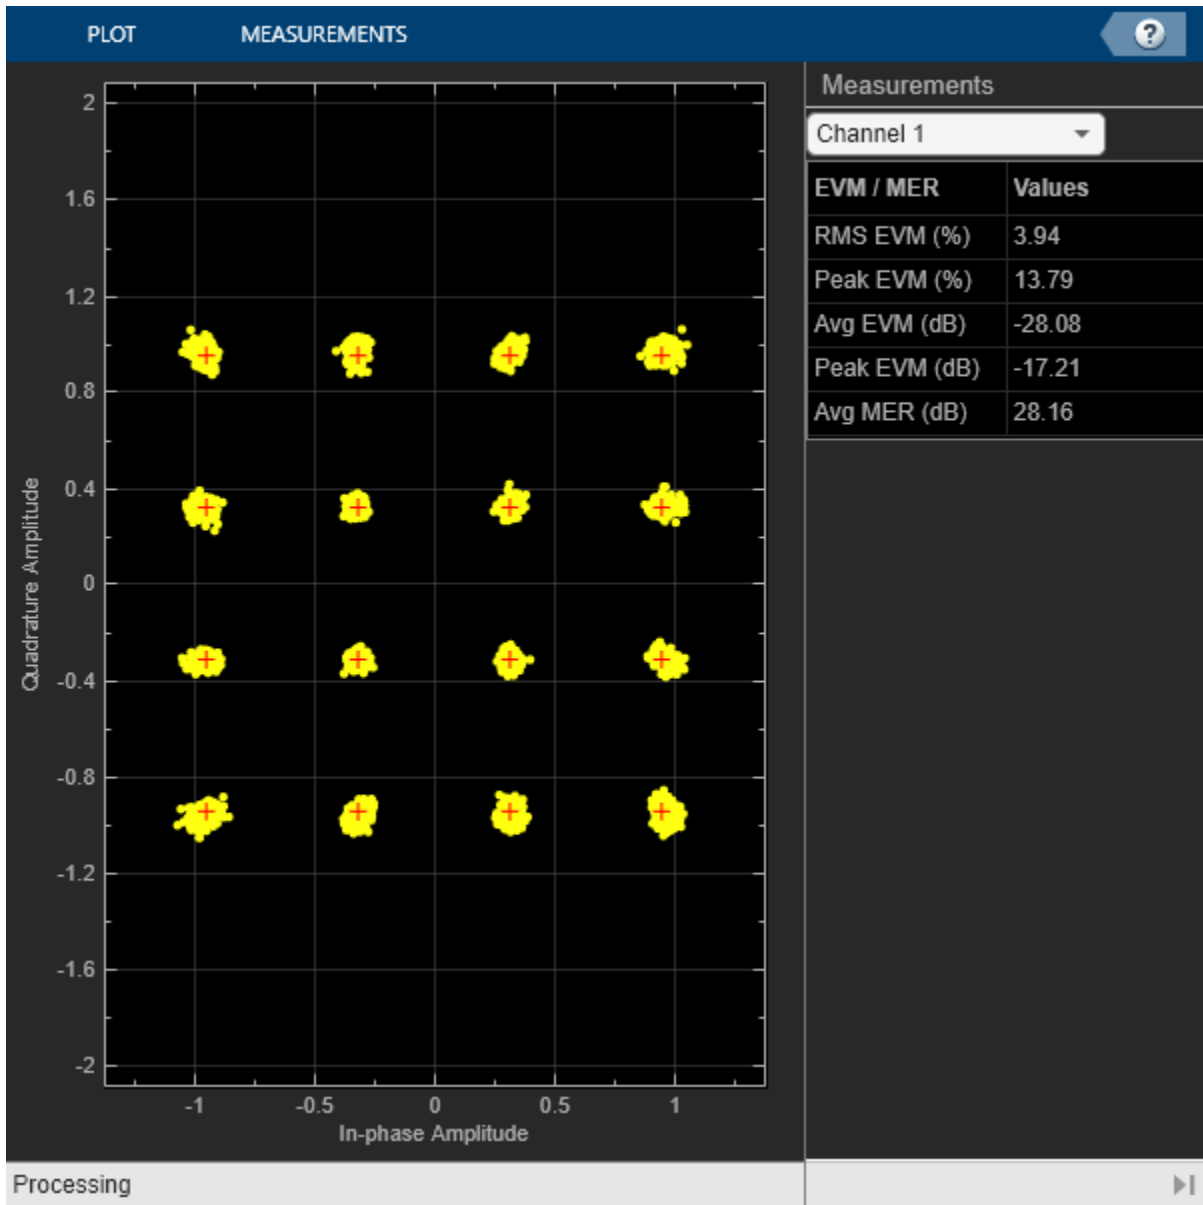 PLOT MEASUREMENTS ?
Measurements
Channel 1
EVM / MER Values
RMS EVM (%) 3.94
Peak EVM (%) 13.79
Avg EVM (dB) -28.08
Peak EVM (dB) -17.21
Avg MER (dB) 28.16
Quadrature Amplitude
2
1.6
1.2
0.8
0.4
0
-0.4
-0.8
-1.2
-1.6
-2
-1 -0.5 0 0.5 1
In-phase Amplitude
Processing